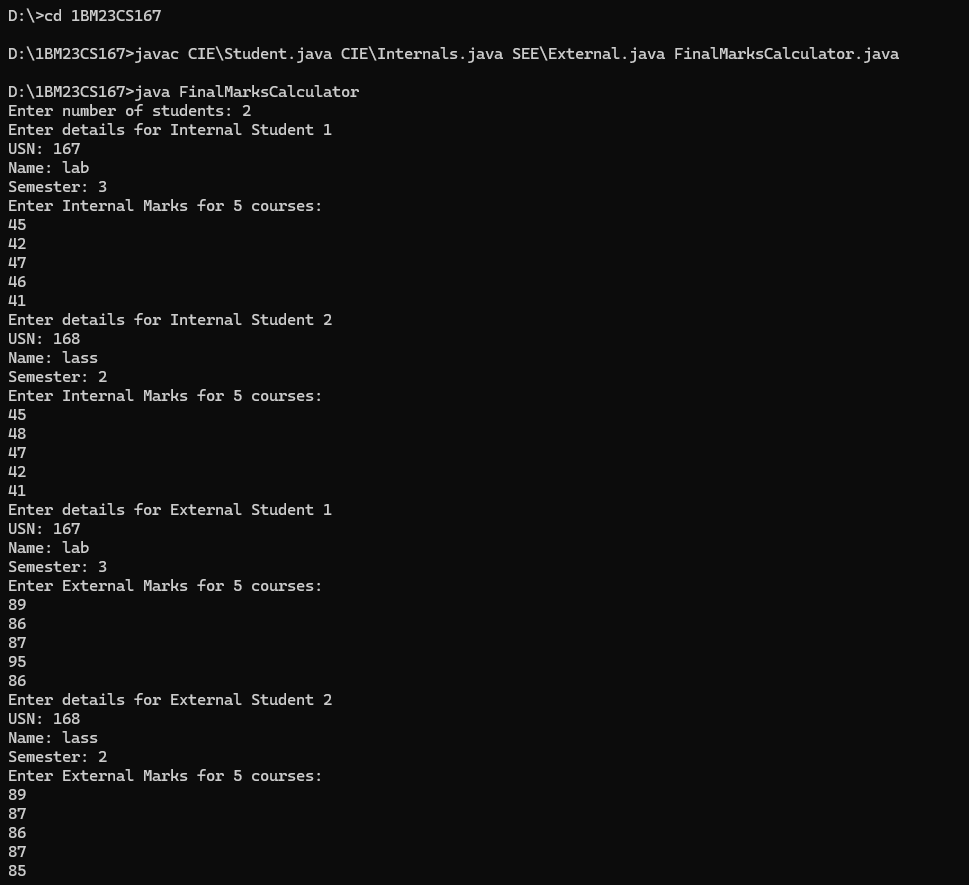 D:\>cd 1BM23CS167
D:\1BM23CS167>javac CIE\Student.java CIE\Internals.java SEE\External.java FinalMarksCalculator.java
D:\1BM23CS167>java FinalMarksCalculator
Enter number of students: 2
Enter details for Internal Student 1
USN: 167
Name: lab
Semester: 3
Enter Internal Marks for 5 courses:
45
42
47
46
41
Enter details for Internal Student 2
USN: 168
Name: lass
Semester: 2
Enter Internal Marks for 5 courses:
45
48
47
42
41
Enter details for External Student 1
USN: 167
Name: lab
Semester: 3
Enter External Marks for 5 courses:
89
86
87
95
86
Enter details for External Student 2
USN: 168
Name: lass
Semester: 2
Enter External Marks for 5 courses:
89
87
86
87
85